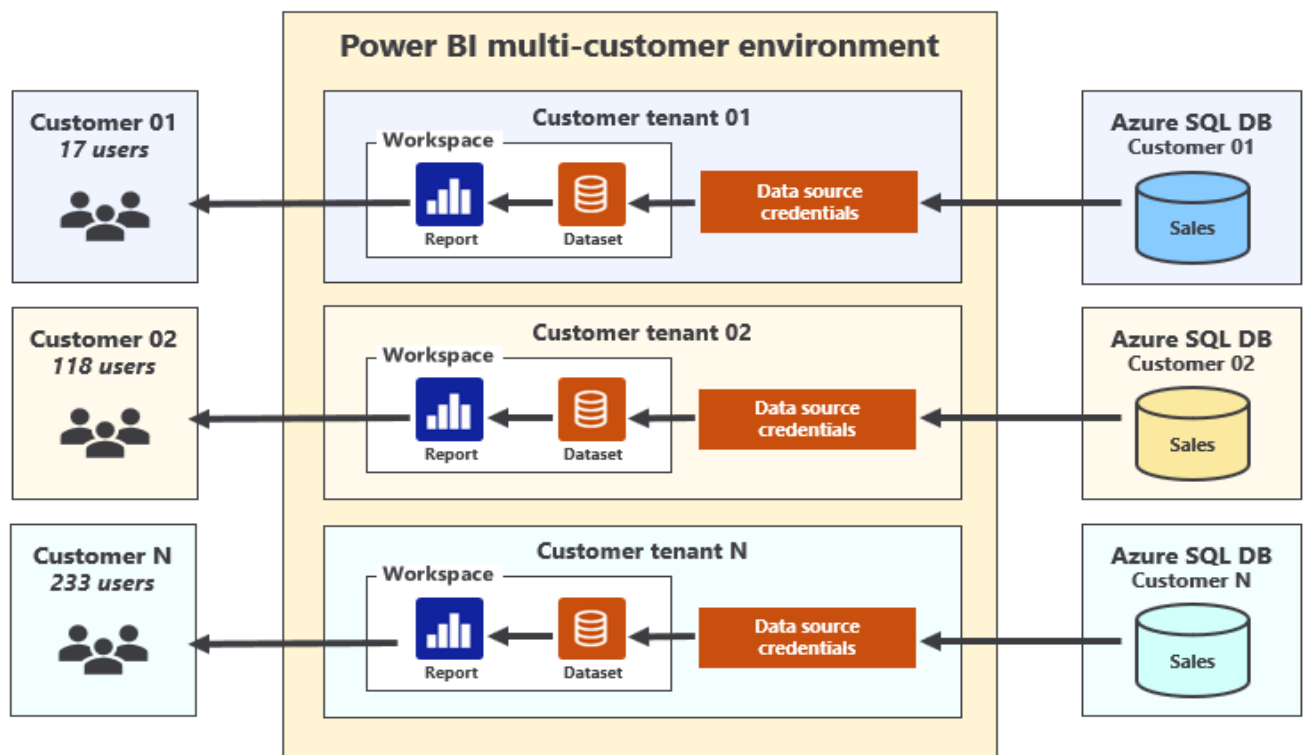 Power BI multi-customer environment
Customer 01
17 users
Customer tenant 01
Workspace
Report
Dataset
Data source
credentials
Azure SQL DB
Customer 01
Sales
Customer 02
118 users
Customer tenant 02
Workspace
Report
Dataset
Data source
credentials
Azure SQL DB
Customer 02
Sales
Customer N
233 users
Customer tenant N
Workspace
Report
Dataset
Data source
credentials
Azure SQL DB
Customer N
Sales